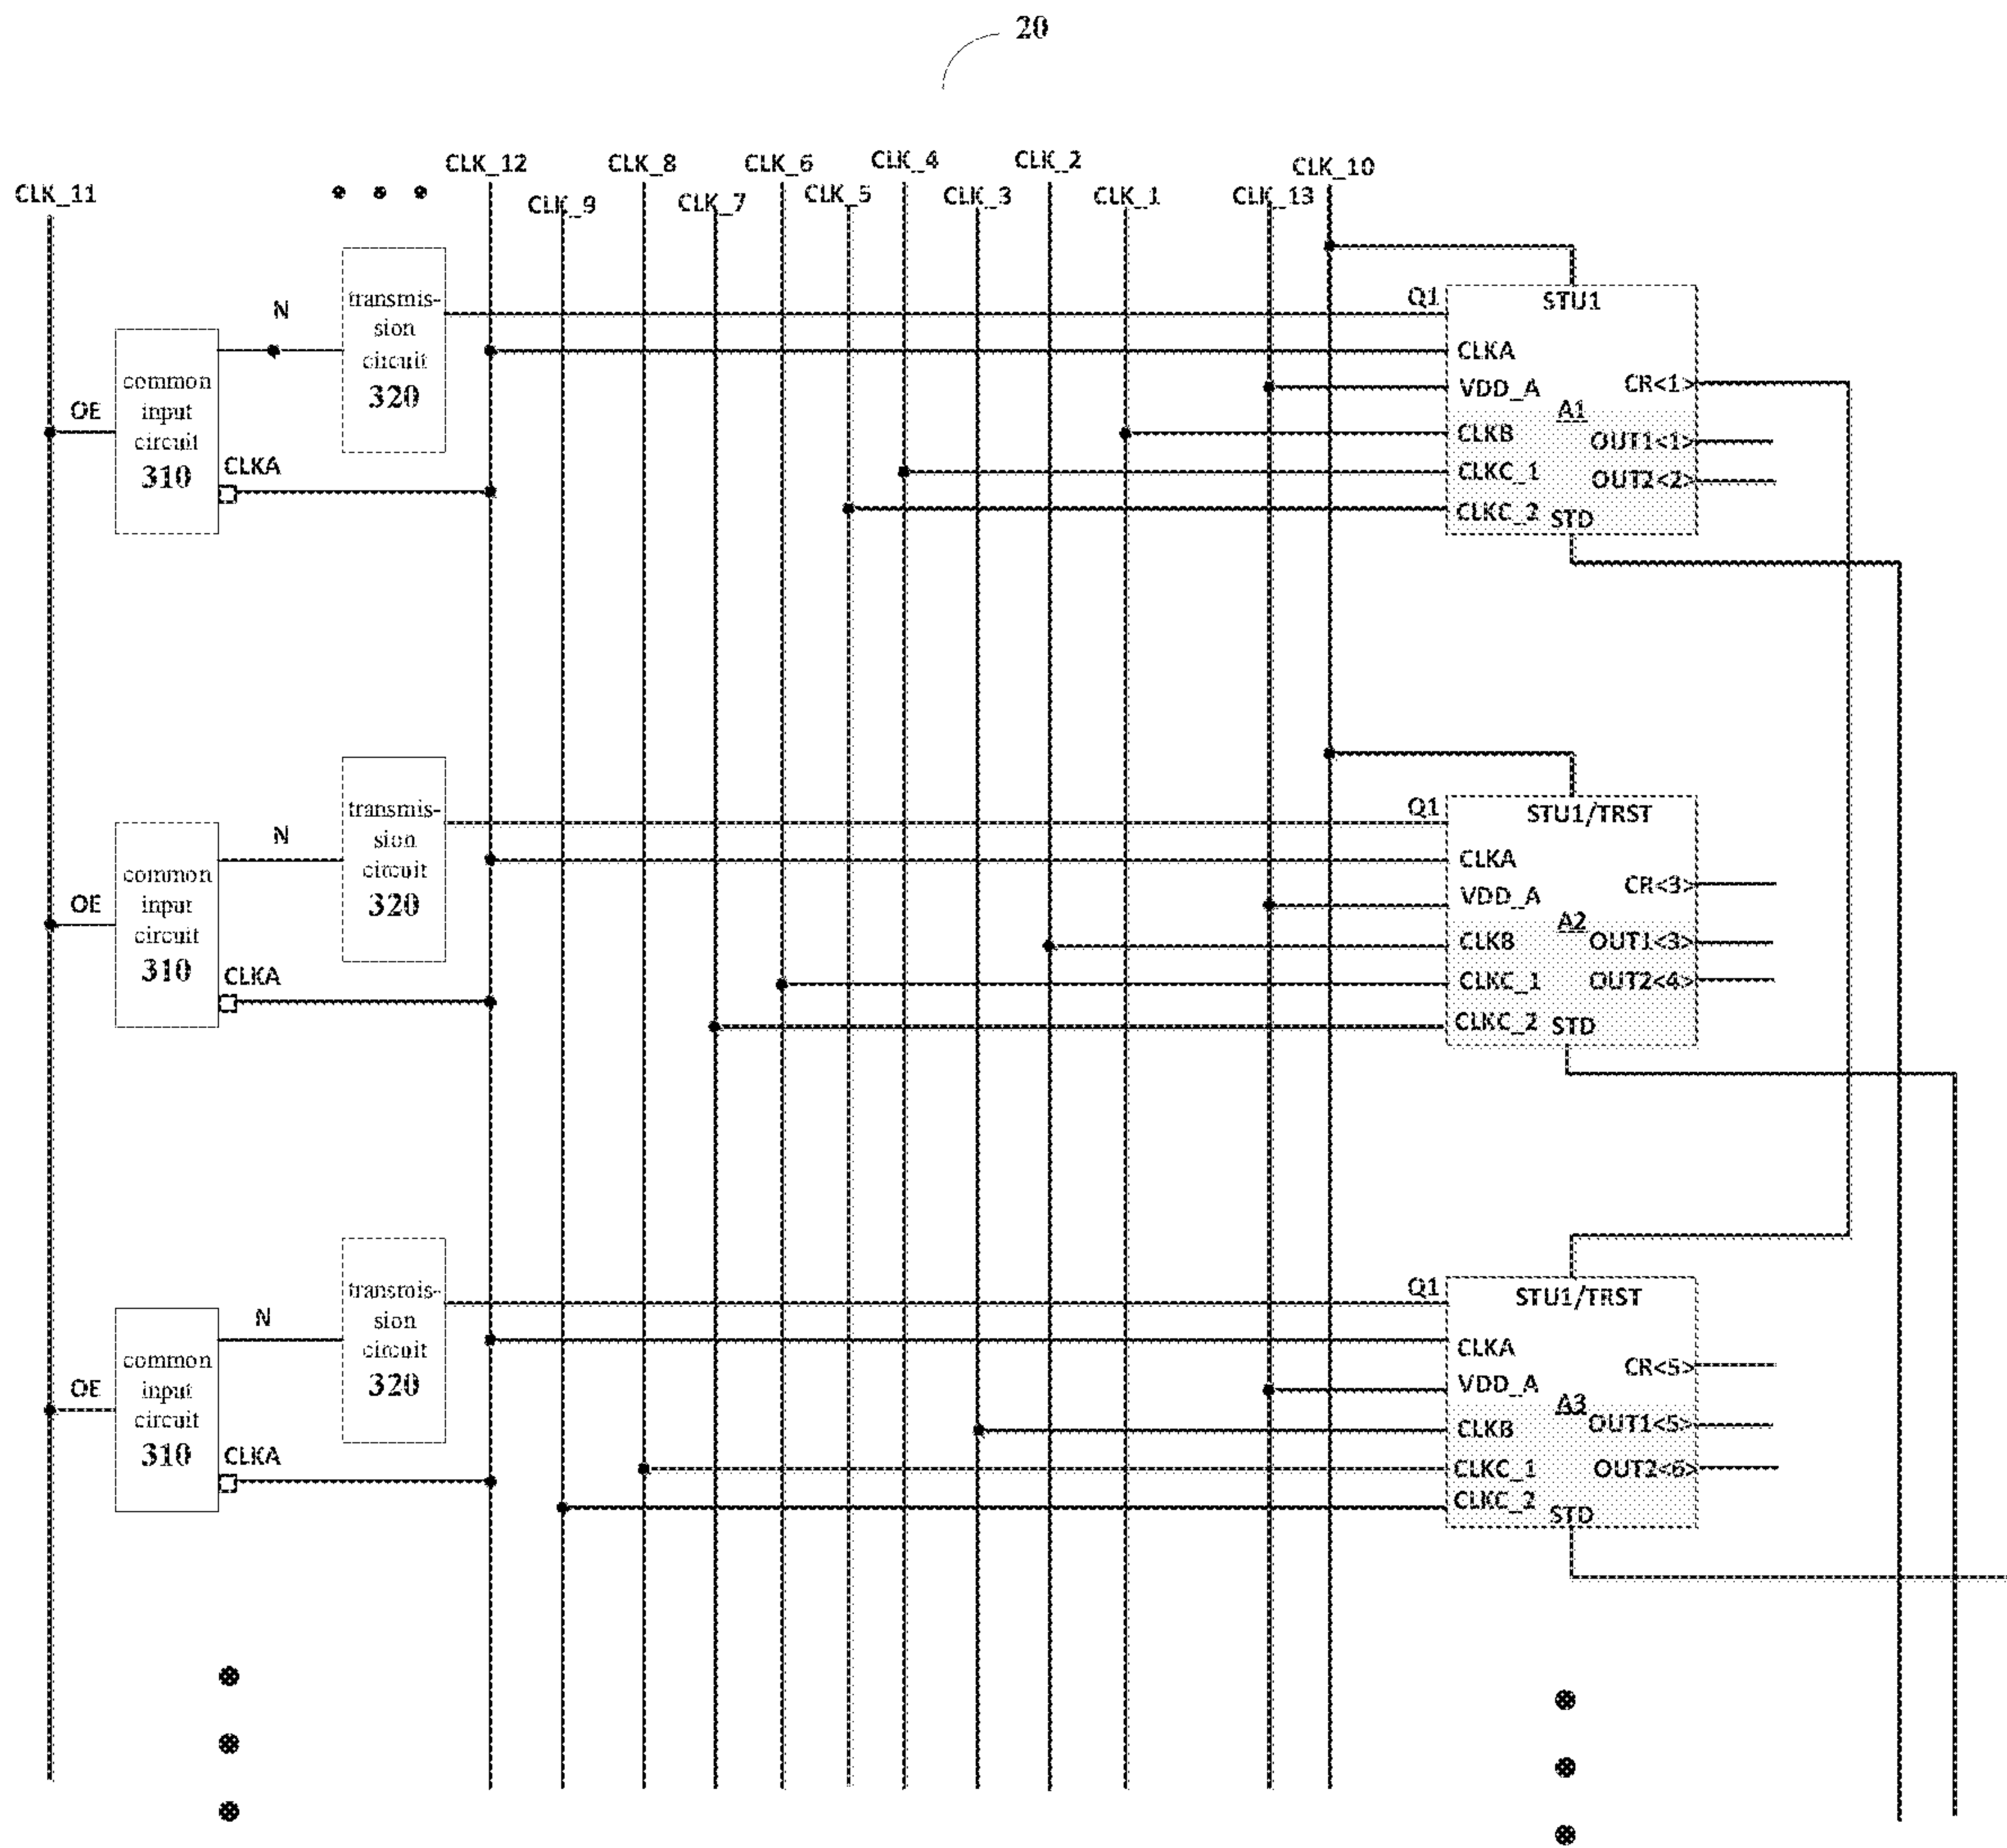 20
CLK_12
CLK_8
CLK_6
CLK_4
CLK_2
CLK_10
CLK_11
CLK_9
CLK_7
CLK_5
CLK_3
CLK_1
CLK_13
N
transmis-
sion
circuit
320
OE
common
input
circuit
310
CLKA
Q1
STU1
CLKA
VDD_A
CLKB
CLKC_1
CLKC_2
A1
CR<1>
OUT1<1>
OUT2<2>
STD
N
transmis-
sion
circuit
320
OE
common
input
circuit
310
CLKA
Q1
STU1/TRST
CLKA
VDD_A
CLKB
CLKC_1
CLKC_2
A2
CR<3>
OUT1<3>
OUT2<4>
STD
N
transmis-
sion
circuit
320
OE
common
input
circuit
310
CLKA
Q1
STU1/TRST
CLKA
VDD_A
CLKB
CLKC_1
CLKC_2
A3
CR<5>
OUT1<5>
OUT2<6>
STD